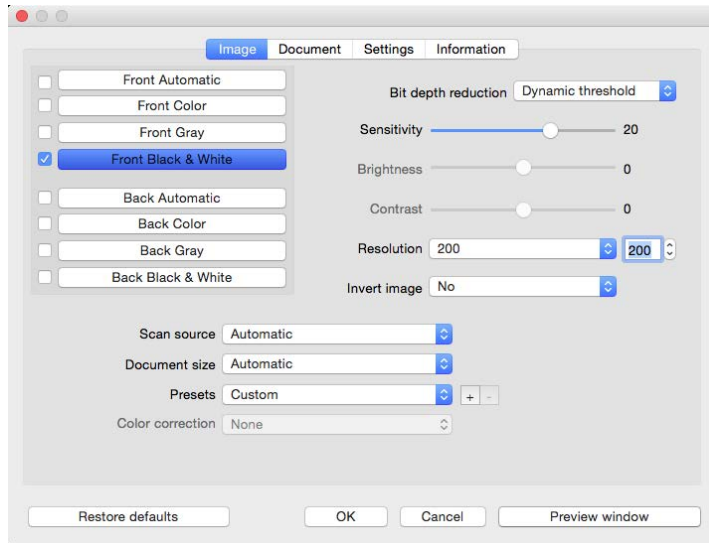 Image Document Settings Information
Front Automatic
Front Color
Front Gray
Front Black & White
Back Automatic
Back Color
Back Gray
Back Black & White
Bit depth reduction Dynamic threshold
Sensitivity 20
Brightness 0
Contrast 0
Resolution 200 200
Invert image No
Scan source Automatic
Document size Automatic
Presets Custom + -
Color correction None
Restore defaults OK Cancel Preview window